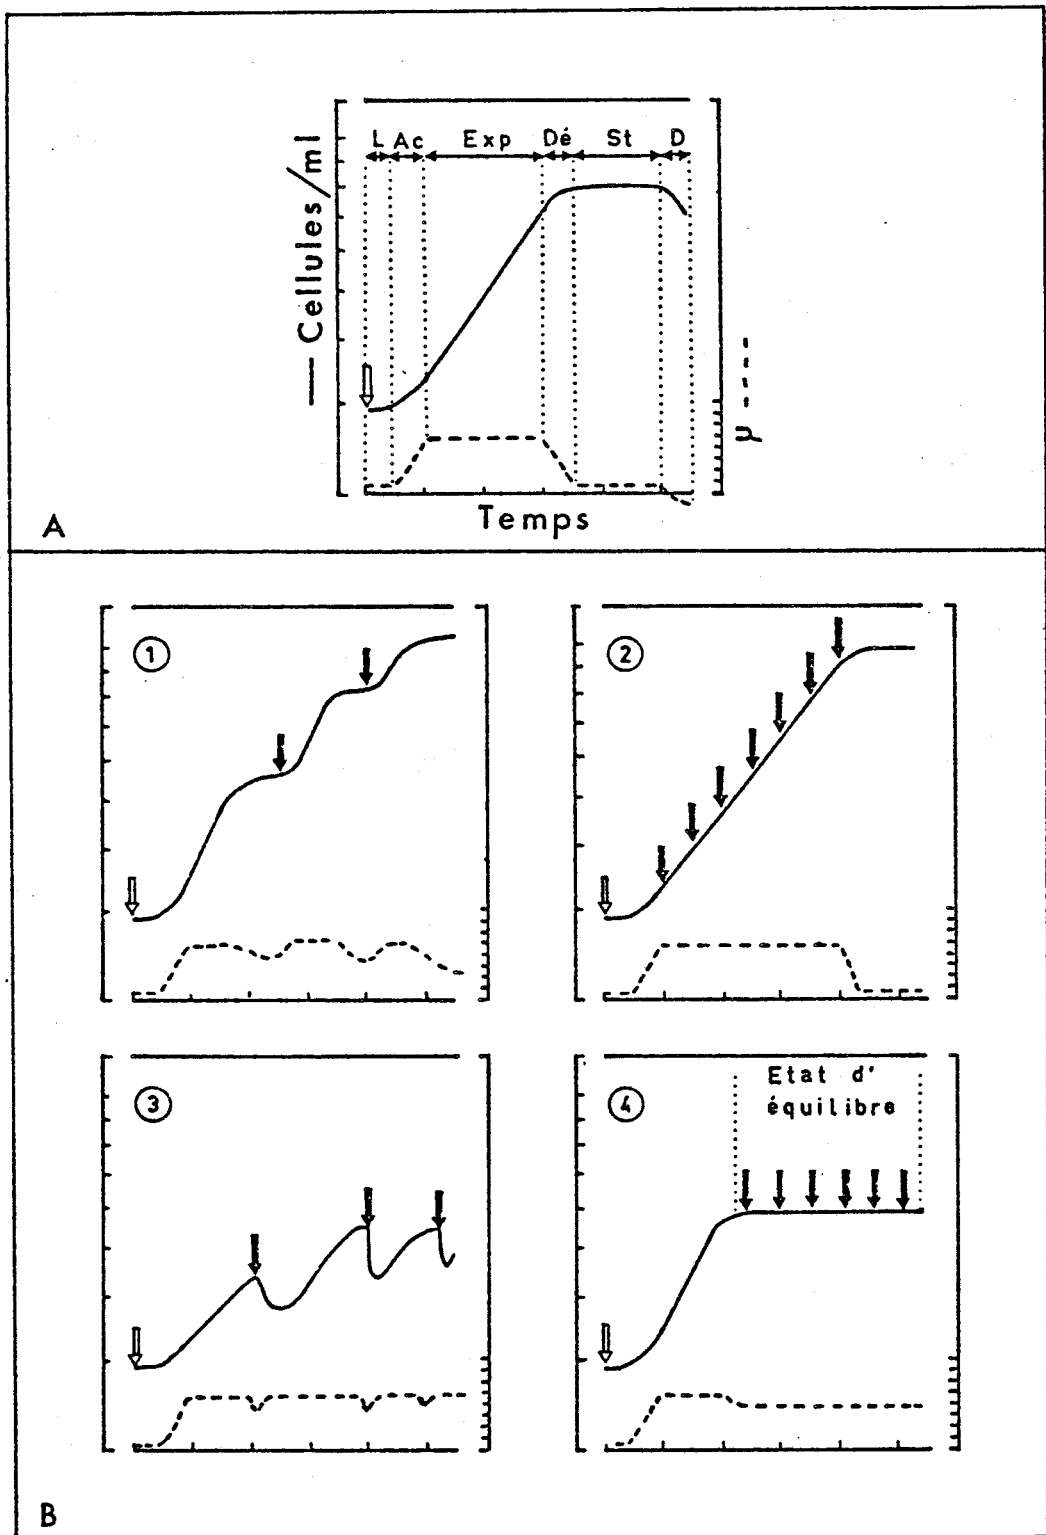 L Ac Exp Dé St D
Cellules/ml
µ
Temps
A
1
2
3
4
Etat d'
équilibre
B